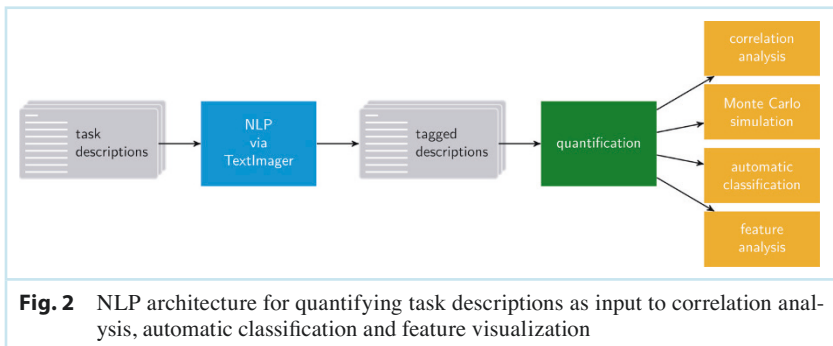 task
descriptions
NLP
via
TextImager
tagged
descriptions
quantification
correlation
analysis
Monte Carlo
simulation
automatic
classification
feature
analysis
Fig. 2 NLP architecture for quantifying task descriptions as input to correlation anal-
ysis, automatic classification and feature visualization